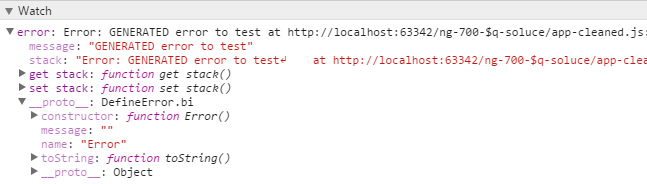 Watch
error: Error: GENERATED error to test at http://localhost:63342/ng-700-$q-soluce/app-cleaned.js:
message: "GENERATED error to test"
stack: "Error: GENERATED error to test↵    at http://localhost:63342/ng-700-$q-soluce/app-clea
get stack: function get stack()
set stack: function set stack()
__proto__: DefineError.bi
constructor: function Error()
message: ""
name: "Error"
toString: function toString()
__proto__: Object